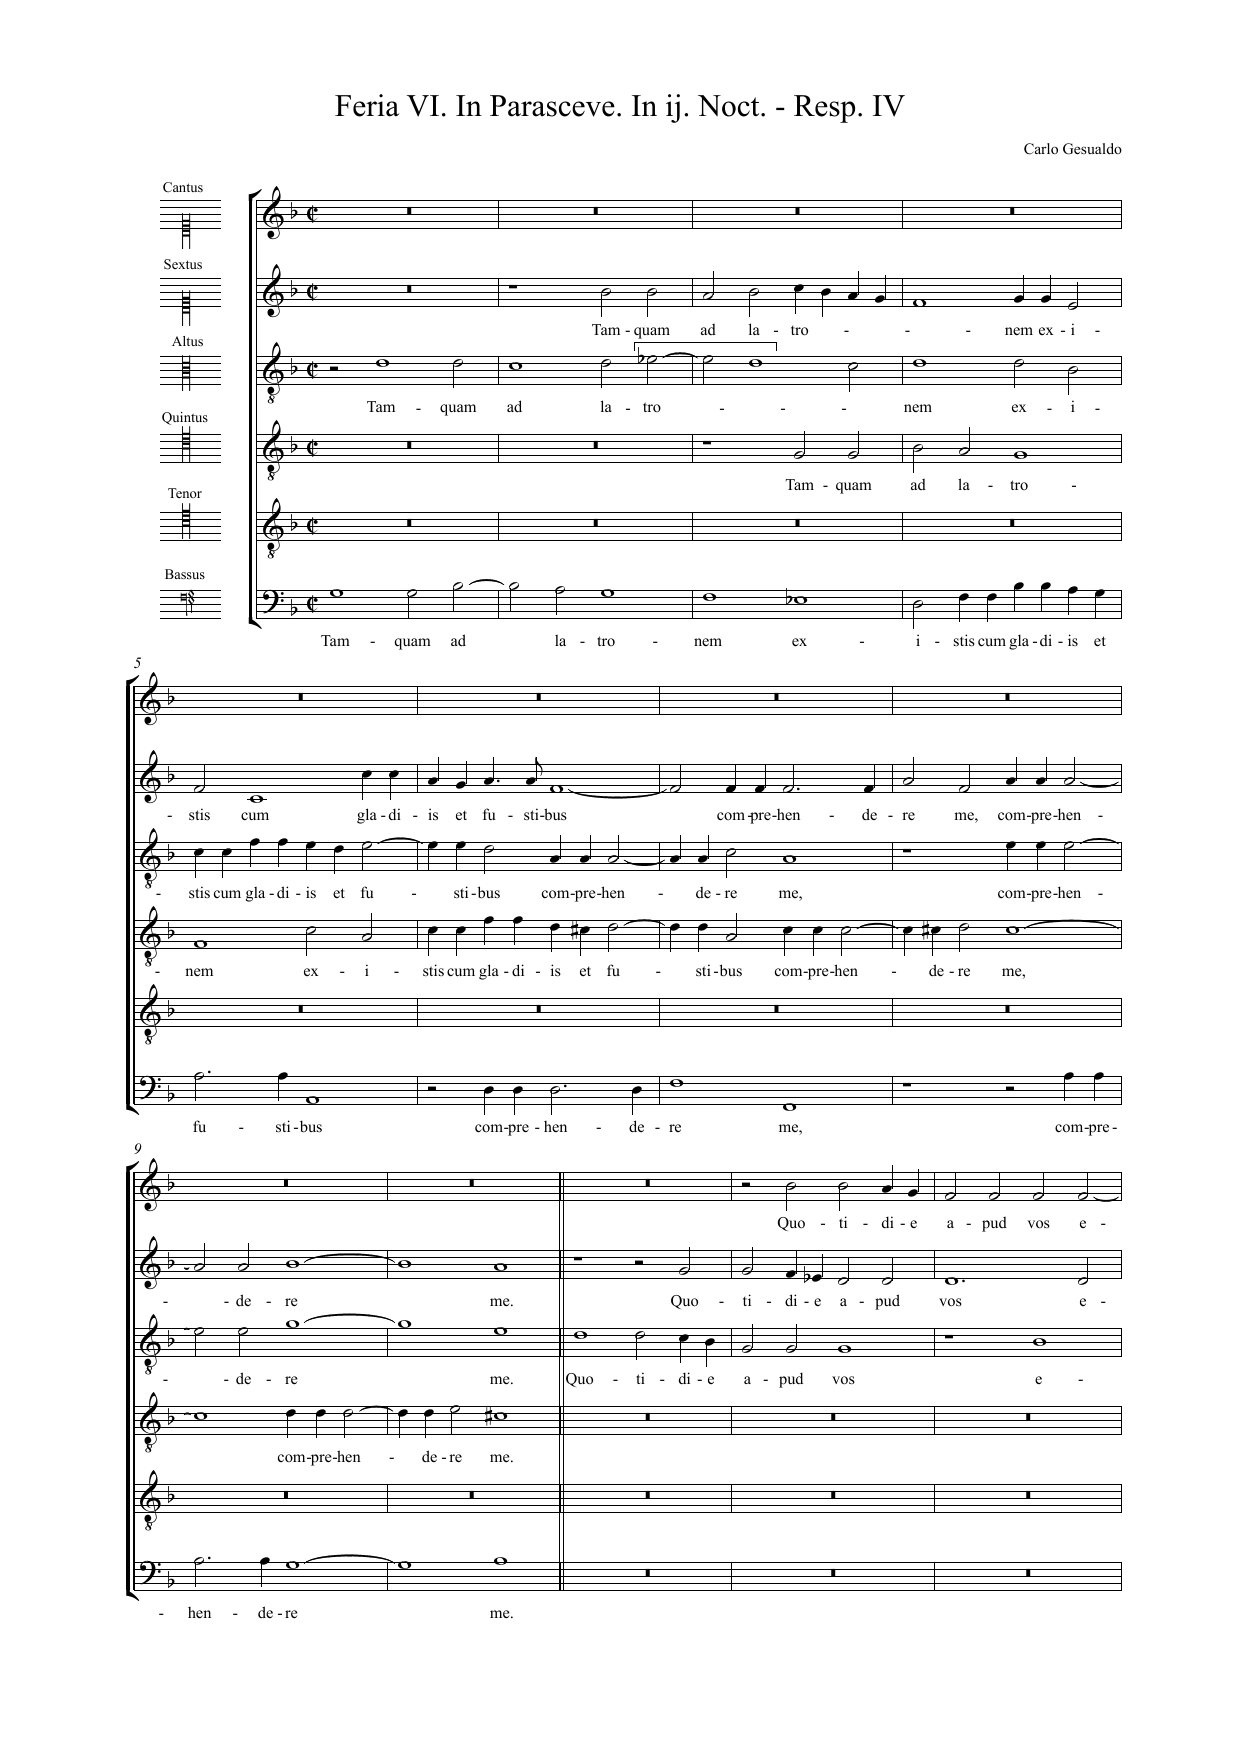 Feria VI. In Parasceve. In ij. Noct. - Resp. IV
Carlo Gesualdo
Cantus
Sextus
Tam - quam ad la - tro - - - - nem ex - i -
Altus
Tam - quam ad la - tro - - - nem ex - i -
Quintus
Tam - quam ad la - tro -
Tenor
Bassus
Tam - quam ad la - tro - nem ex - i - stis cum gla - di - is et
5
- stis cum gla - di - is et fu - sti - bus com - pre - hen - de - re me, com - pre - hen -
- stis cum gla - di - is et fu - sti - bus com - pre - hen - de - re me, com - pre - hen -
- nem ex - i - stis cum gla - di - is et fu - sti - bus com - pre - hen - de - re me,
fu - sti - bus com - pre - hen - de - re me, com - pre -
9
Quo - ti - di - e a - pud vos e -
- - de - re me. Quo - ti - di - e a - pud vos e -
- - de - re me. Quo - ti - di - e a - pud vos e -
com - pre - hen - de - re me.
- hen - de - re me.